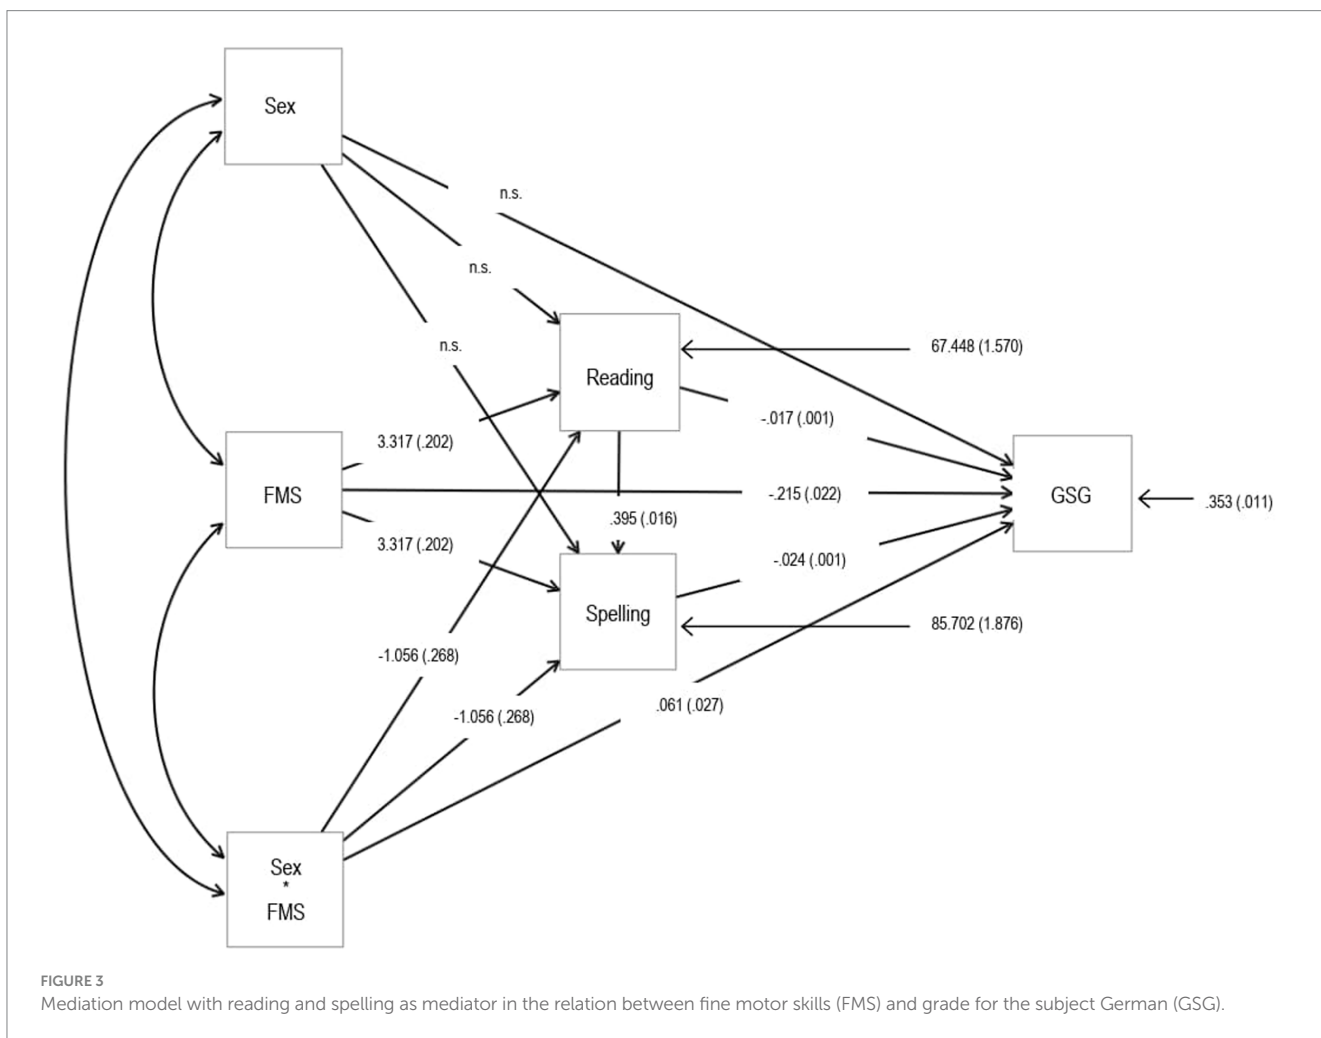 Sex
n.s.
n.s.
n.s.
67.448 (1.570)
Reading
-.017 (.001)
3.317 (.202)
FMS
-.215 (.022)
GSG
.353 (.011)
.395 (.016)
3.317 (.202)
-.024 (.001)
Spelling
85.702 (1.876)
-1.056 (.268)
.061 (.027)
-1.056 (.268)
Sex
*
FMS
FIGURE 3
Mediation model with reading and spelling as mediator in the relation between fine motor skills (FMS) and grade for the subject German (GSG).